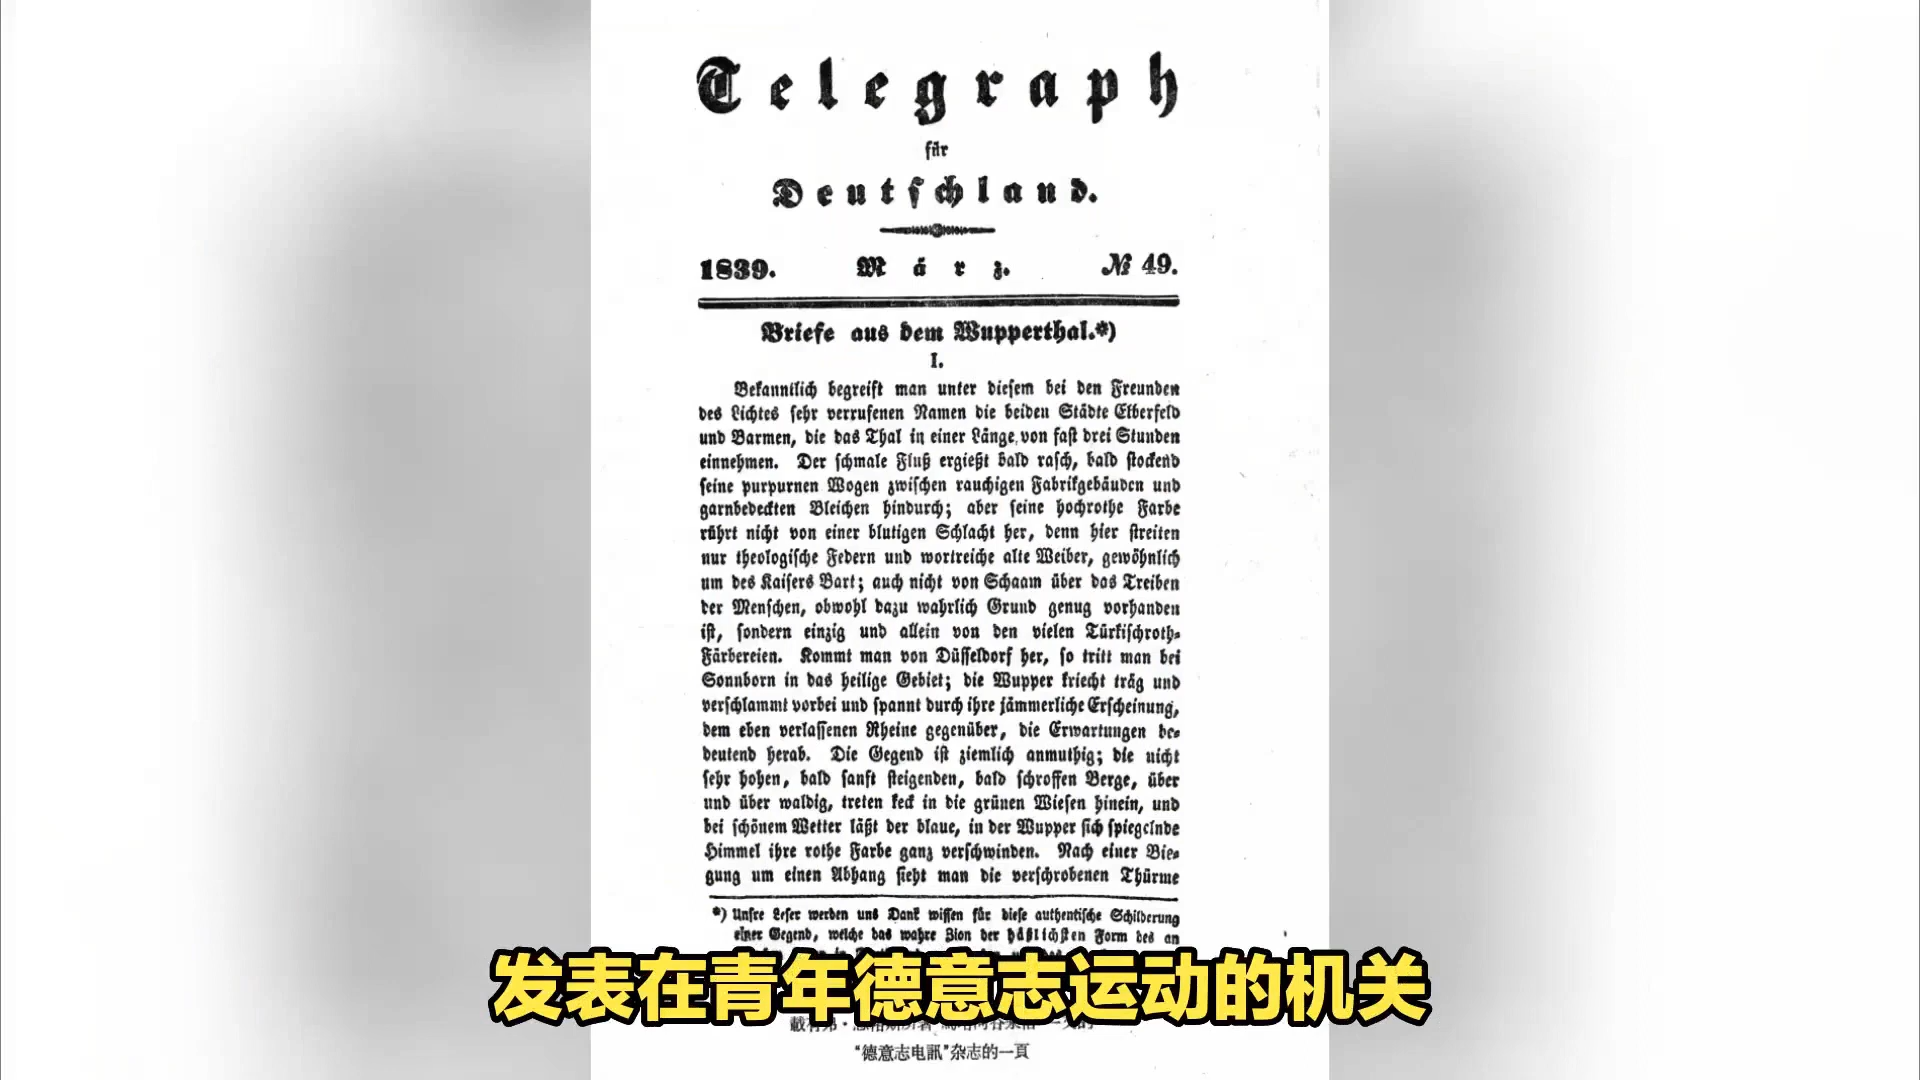 Telegraph
für
Deutschland.
1839. März. № 49.
Briefe aus dem Wupperthal.*)
I.
Bekanntlich begreift man unter diesem bei den Freunden
des Lichtes sehr verrufenen Namen die beiden Städte Elberfeld
und Barmen, die das Thal in einer Länge von fast drei Stunden
einnehmen. Der schmale Fluß ergießt bald rasch, bald stockend
seine purpurnen Wogen zwischen rauchigen Fabrikgebäuden und
garnbedeckten Bleichen hindurch; aber seine hochrothe Farbe
rührt nicht von einer blutigen Schlacht her, denn hier streiten
nur theologische Federn und wortreiche alte Weiber, gewöhnlich
um des Kaisers Bart; auch nicht von Schaam über das Treiben
der Menschen, obwohl dazu wahrlich Grund genug vorhanden
ist, sondern einzig und allein von den vielen Türkischroth-
Färbereien. Kommt man von Düsseldorf her, so tritt man bei
Sonnborn in das heilige Gebiet; die Wupper kriecht träg und
verschlammt vorbei und spannt durch ihre jämmerliche Erscheinung,
dem eben verlassenen Rheine gegenüber, die Erwartungen be-
deutend herab. Die Gegend ist ziemlich anmuthig; die nicht
sehr hohen, bald sanft steigenden, bald schroffen Berge, über
und über waldig, treten keck in die grünen Wiesen hinein, und
bei schönem Wetter läßt der blaue, in der Wupper sich spiegelnde
Himmel ihre rothe Farbe ganz verschwinden. Nach einer Bie-
gung um einen Abhang sieht man die verschrobenen Thürme
*) Unsre Leser werden uns Dank wissen für diese authentische Schilderung
einer Gegend, welche das wahre Zion der häßlichsten Form des an
发表在青年德意志运动的机关
“德意志电訊”杂志的一頁